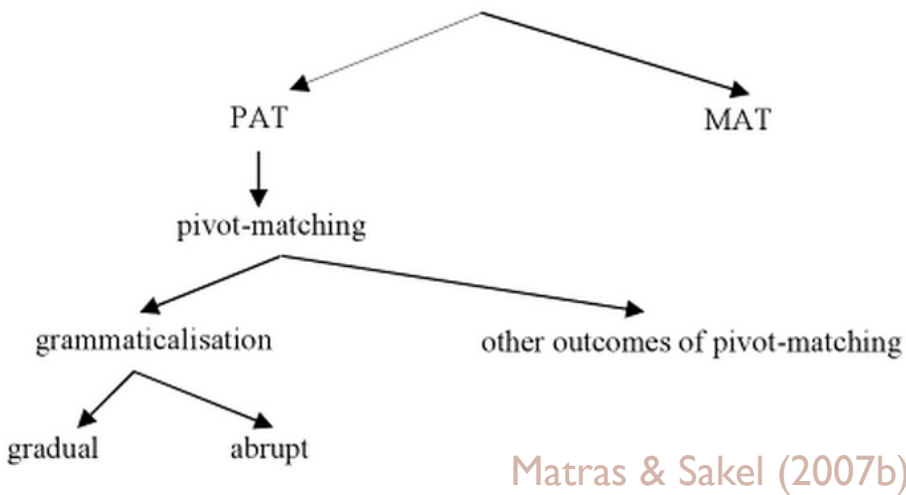 PAT MAT
pivot-matching
grammaticalisation other outcomes of pivot-matching
gradual abrupt
Matras & Sakel (2007b)